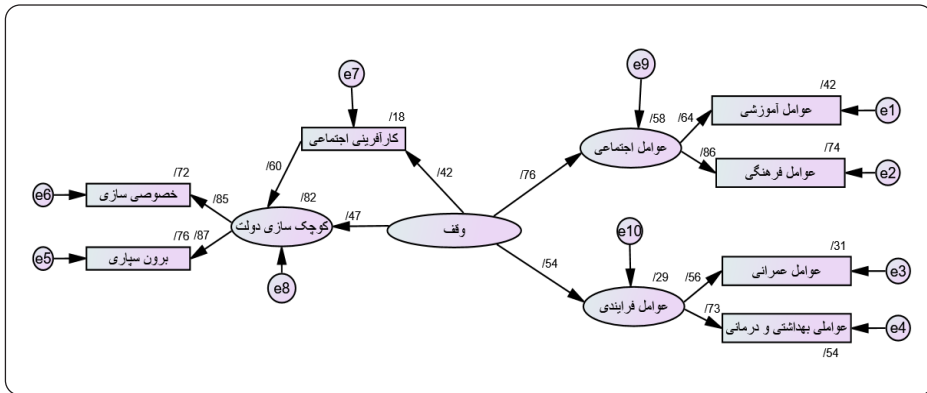 e7
e9
/18
/42
کارآفرینی اجتماعی
/58
/64
عوامل آموزشی
e1
عوامل اجتماعی
/86
/74
عوامل فرهنگی
e2
/60
/42
/76
/72
e6
خصوصی سازی
/85
/82
کوچک سازی دولت
/47
وقف
/76
/87
e5
برون سپاری
e8
e10
/54
/31
/29
/56
عوامل عمرانی
e3
عوامل فرایندی
/73
عواملی بهداشتی و درمانی
e4
/54